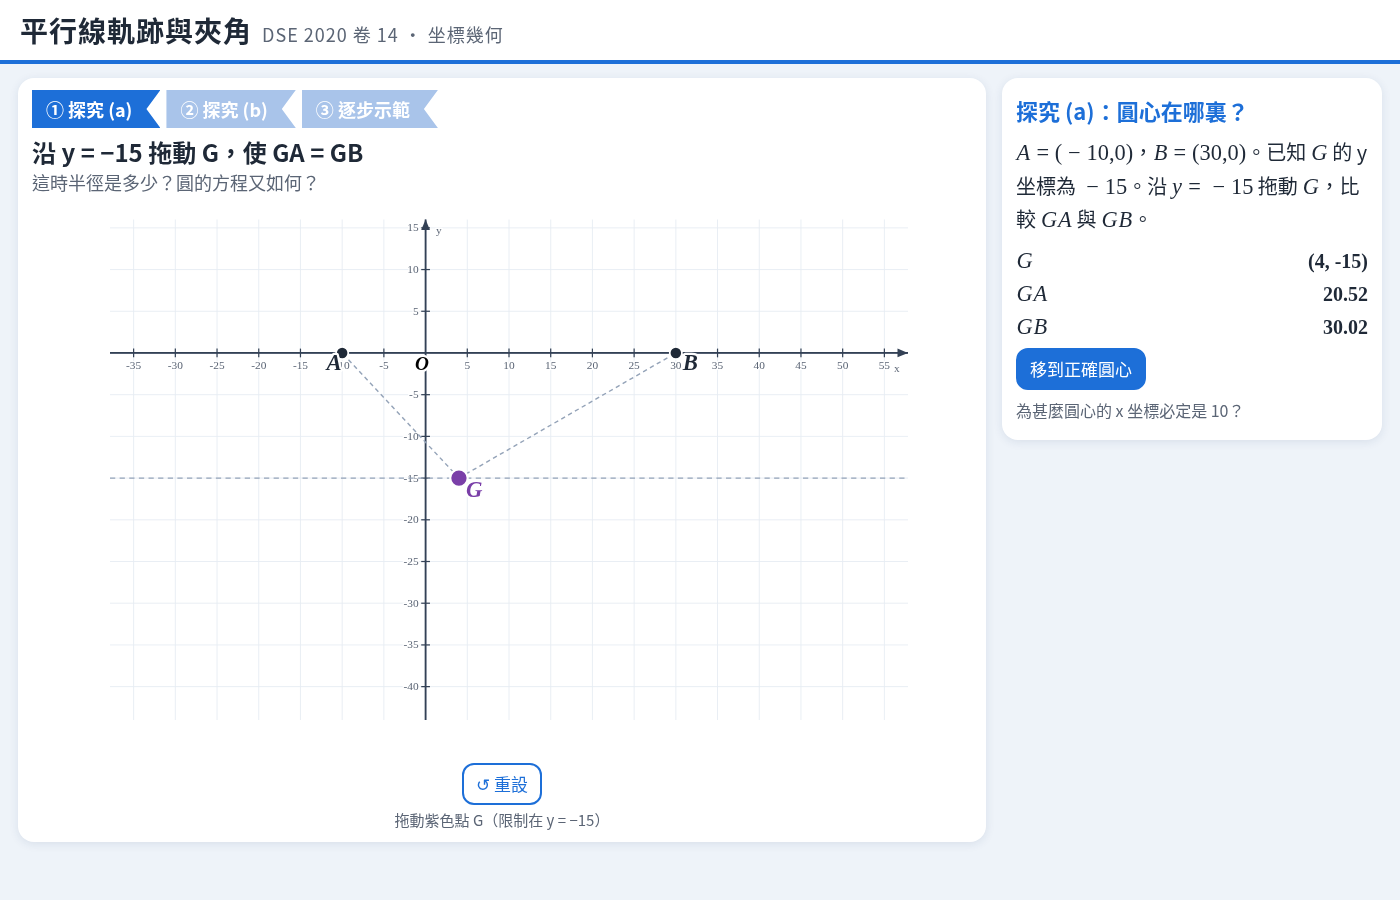 平行線軌跡與夾角 DSE 2020 卷 14 · 坐標幾何
① 探究 (a) ② 探究 (b) ③ 逐步示範
沿 y = −15 拖動 G，使 GA = GB
這時半徑是多少？圓的方程又如何？
15
y
10
5
A
O
B
-35 -30 -25 -20 -15 -10 -5 5 10 15 20 25 30 35 40 45 50 55 x
-5
-10
-15
G
-20
-25
-30
-35
-40
↺ 重設
拖動紫色點 G（限制在 y = −15）
探究 (a)：圓心在哪裏？
A = ( − 10,0)，B = (30,0)。已知 G 的 y
坐標為 − 15。沿 y = − 15 拖動 G，比
較 GA 與 GB。
G (4, -15)
GA 20.52
GB 30.02
移到正確圓心
為甚麼圓心的 x 坐標必定是 10？